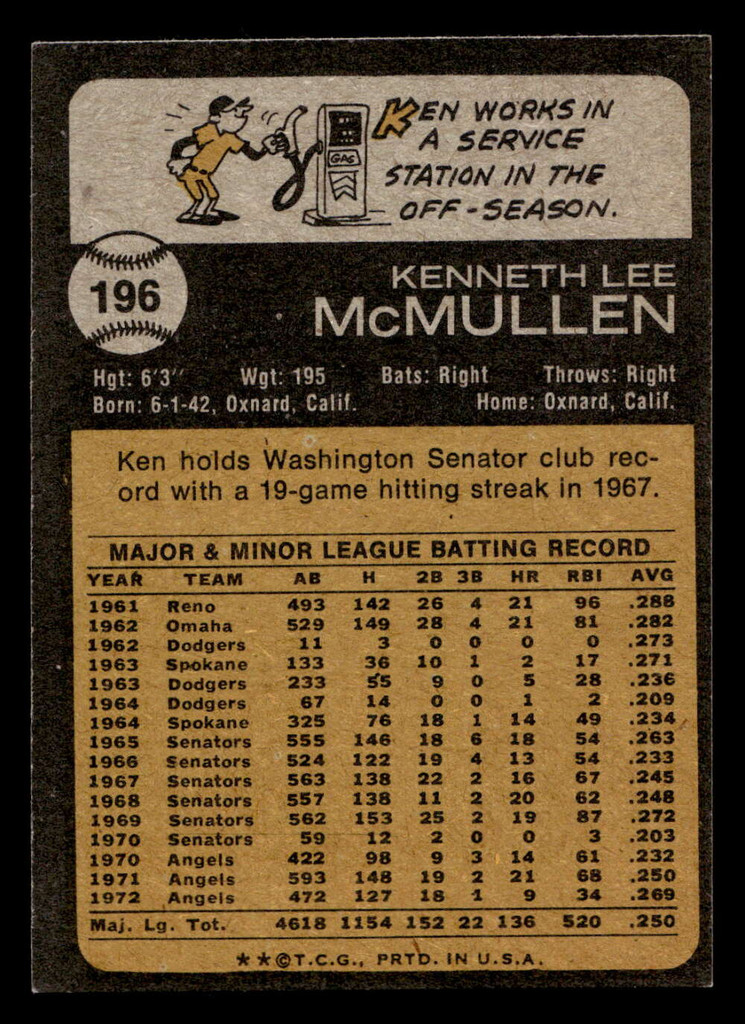 KEN WORKS IN
A SERVICE
STATION IN THE
OFF-SEASON.
GAS
196
KENNETH LEE
McMULLEN
Hgt: 6'3" Wgt: 195 Bats: Right Throws: Right
Born: 6-1-42, Oxnard, Calif. Home: Oxnard, Calif.
Ken holds Washington Senator club rec-
ord with a 19-game hitting streak in 1967.
MAJOR & MINOR LEAGUE BATTING RECORD
YEAR TEAM AB H 2B 3B HR RBI AVG
1961 Reno 493 142 26 4 21 96 .288
1962 Omaha 529 149 28 4 21 81 .282
1962 Dodgers 11 3 0 0 0 0 .273
1963 Spokane 133 36 10 1 2 17 .271
1963 Dodgers 233 55 9 0 5 28 .236
1964 Dodgers 67 14 0 0 1 2 .209
1964 Spokane 325 76 18 1 14 49 .234
1965 Senators 555 146 18 6 18 54 .263
1966 Senators 524 122 19 4 13 54 .233
1967 Senators 563 138 22 2 16 67 .245
1968 Senators 557 138 11 2 20 62 .248
1969 Senators 562 153 25 2 19 87 .272
1970 Senators 59 12 2 0 0 3 .203
1970 Angels 422 98 9 3 14 61 .232
1971 Angels 593 148 19 2 21 68 .250
1972 Angels 472 127 18 1 9 34 .269
Maj. Lg. Tot. 4618 1154 152 22 136 520 .250
**©T.C.G., PRTD. IN U.S.A.